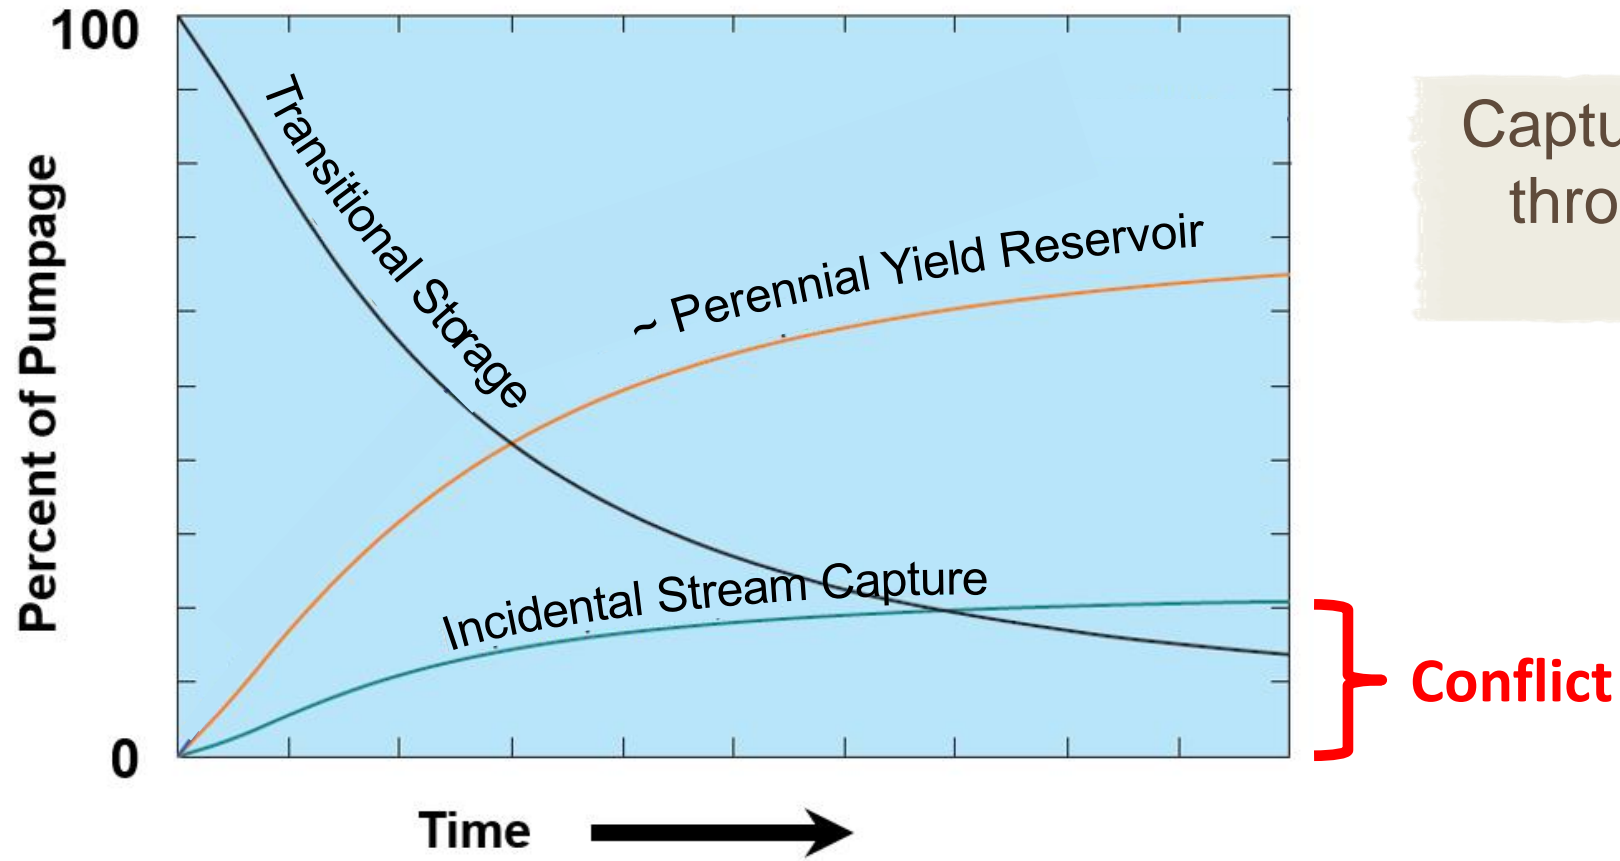 100
Transitional Storage
~ Perennial Yield Reservoir
Incidental Stream Capture
Percent of Pumpage
0
Time
Conflict